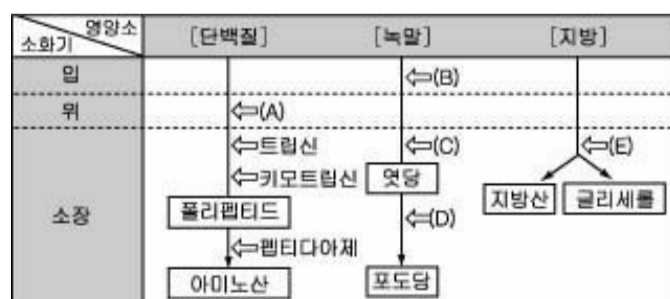 영양소
소화기
[단백질] [녹말] [지방]
입 ⇦(B)
위 ⇦(A)
⇦트립신 ⇦(C) ⇦(E)
⇦키모트립신 엿당
지방산 글리세롤
소장 폴리펩티드 ⇦(D)
⇦펩티다아제
아미노산 포도당